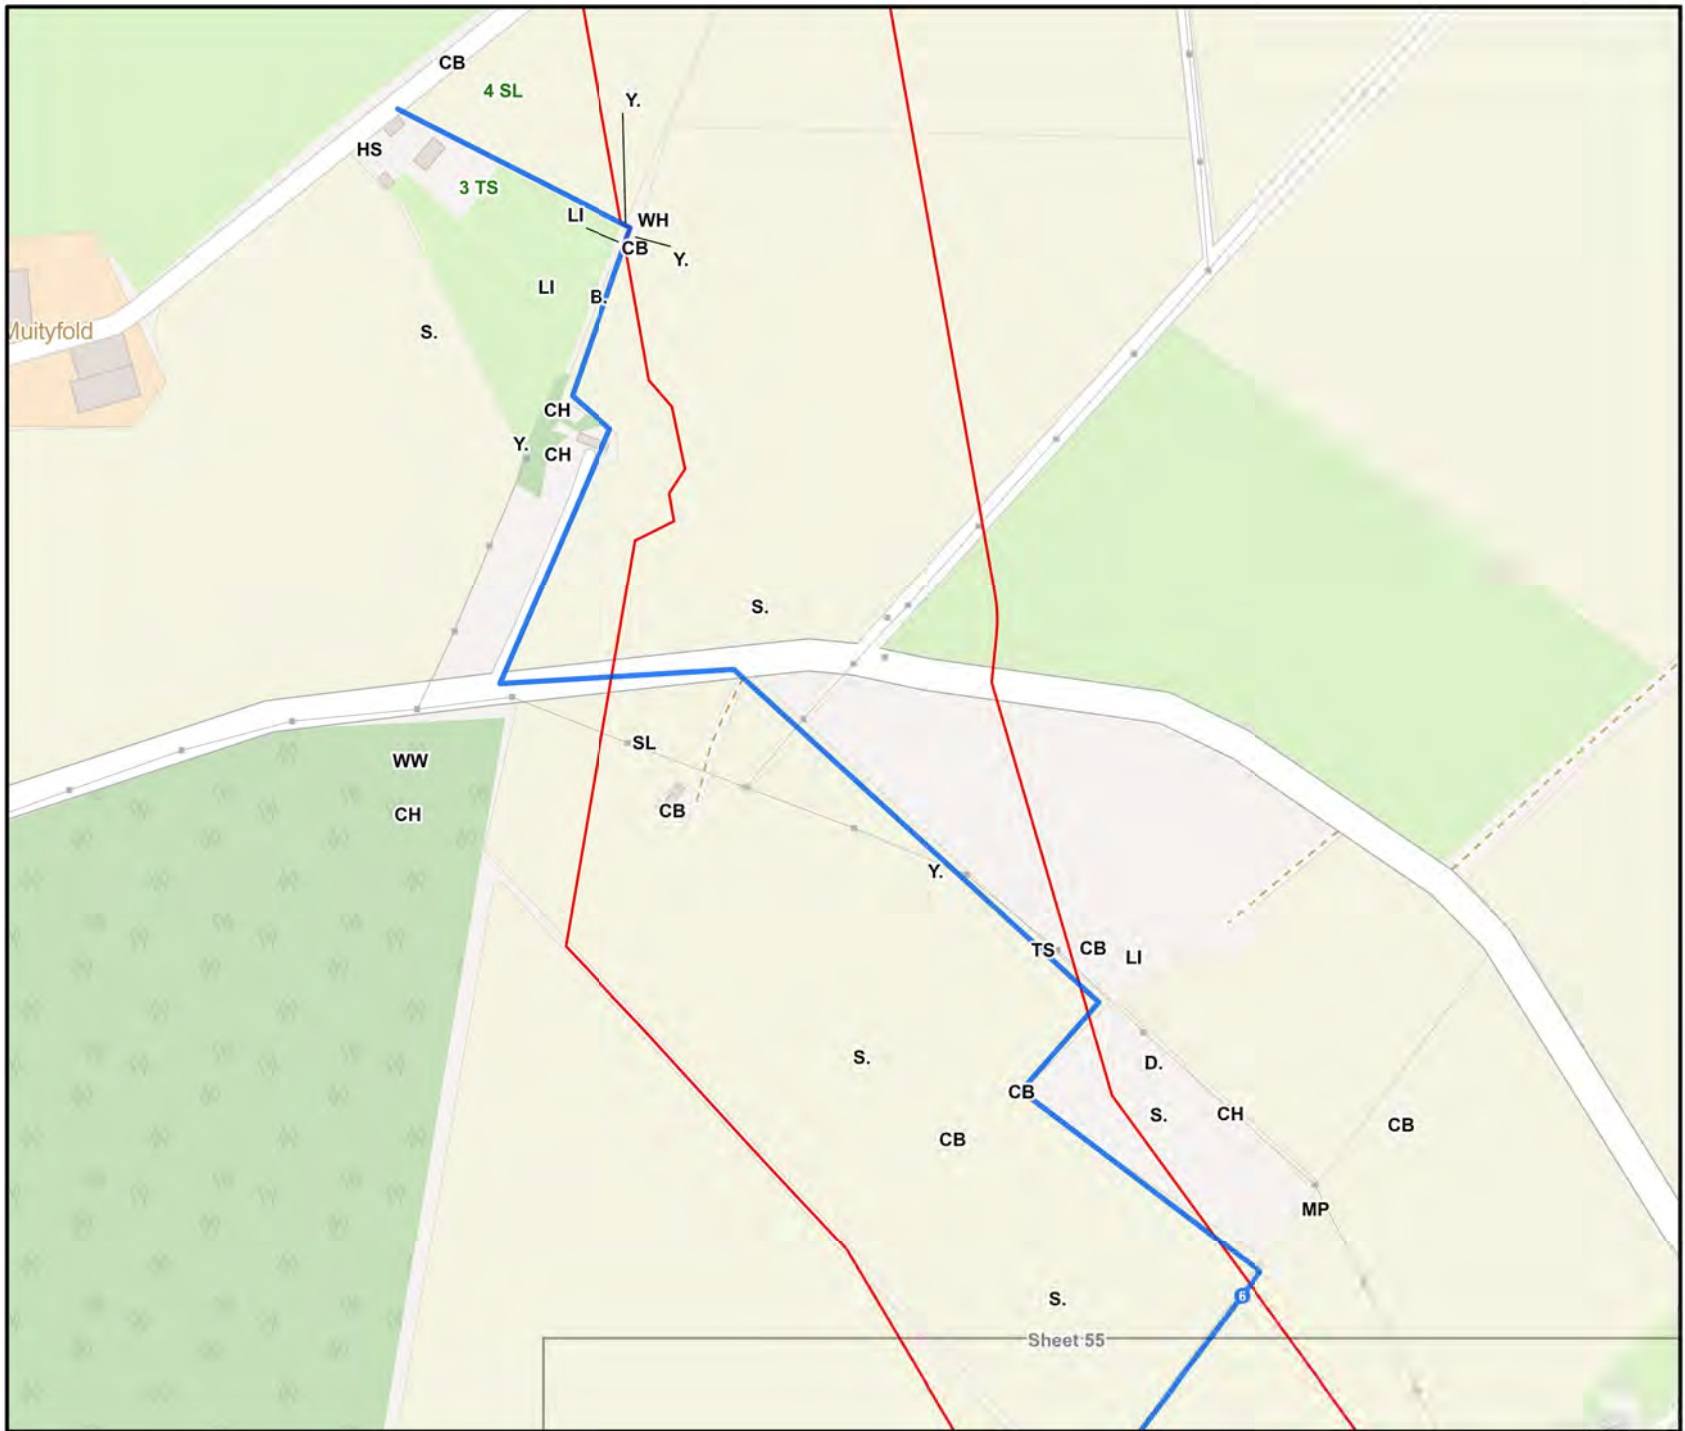 CB
4 SL
Y.
HS
3 TS
LI
WH
CB
Y.
LI
B.
Muityfold
S.
CH
Y.
CH
S.
SL
WW
CB
CH
Y.
TS
CB
LI
S.
D.
CB
S.
CH
CB
CB
MP
6
S.
Sheet 55